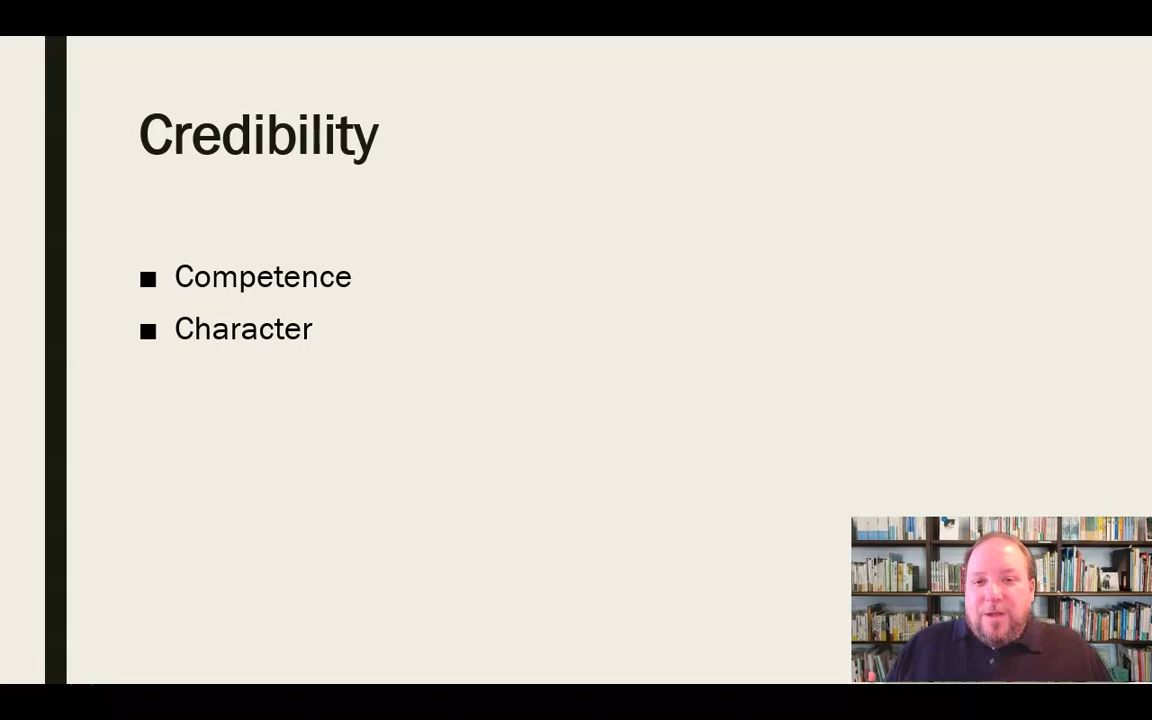 Credibility
■ Competence
■ Character